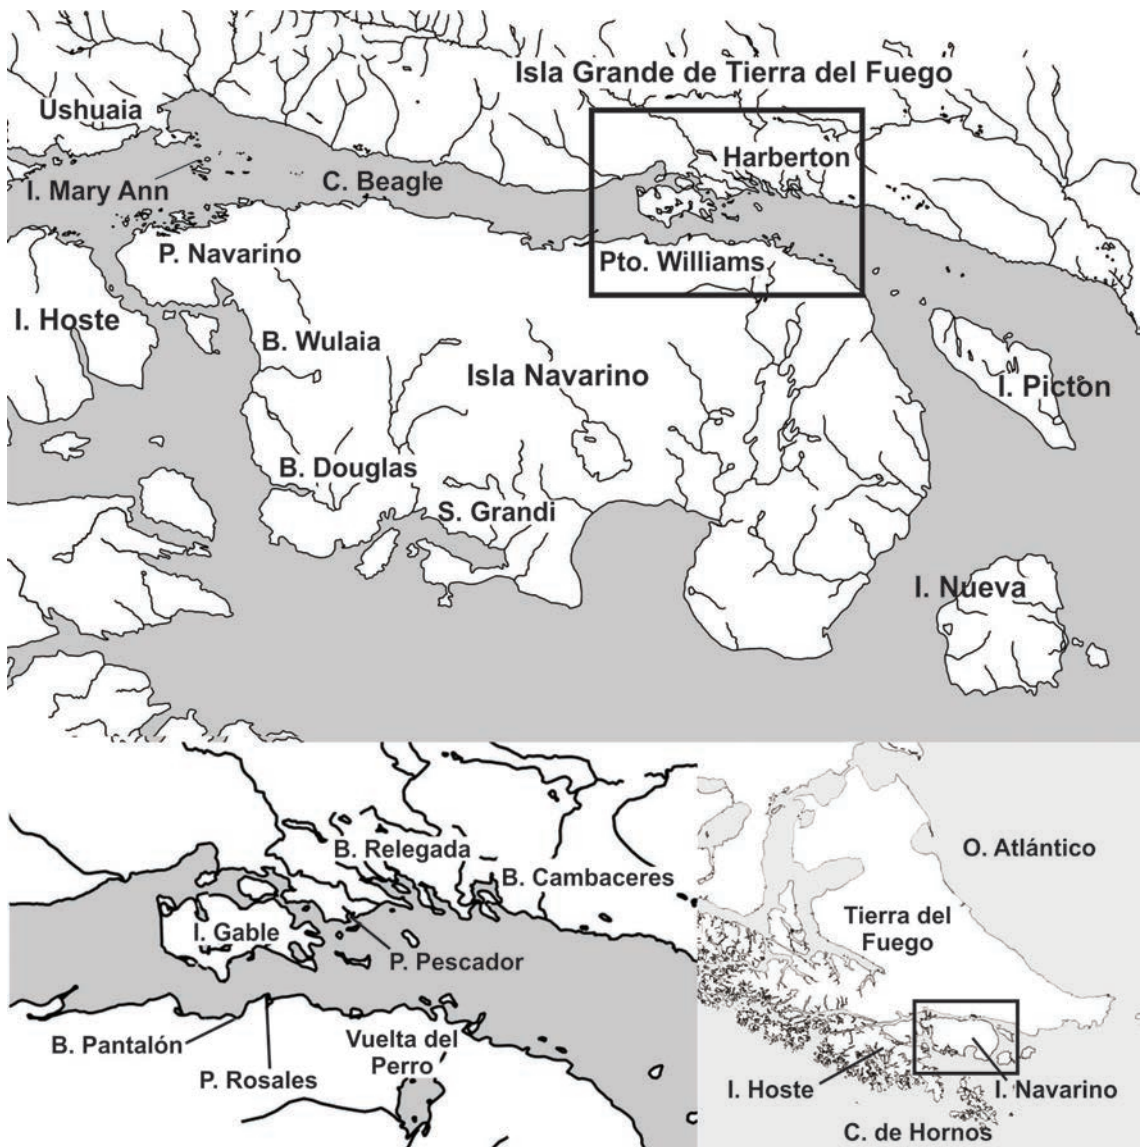 Isla Grande de Tierra del Fuego
Ushuaia
Harberton
I. Mary Ann
C. Beagle
P. Navarino
Pto. Williams
I. Hoste
B. Wulaia
Isla Navarino
I. Picton
B. Douglas
S. Grandi
I. Nueva
B. Relegada
B. Cambaceres
I. Gable
P. Pescador
B. Pantalón
Vuelta del
Perro
P. Rosales
O. Atlántico
Tierra del
Fuego
I. Hoste
I. Navarino
C. de Hornos